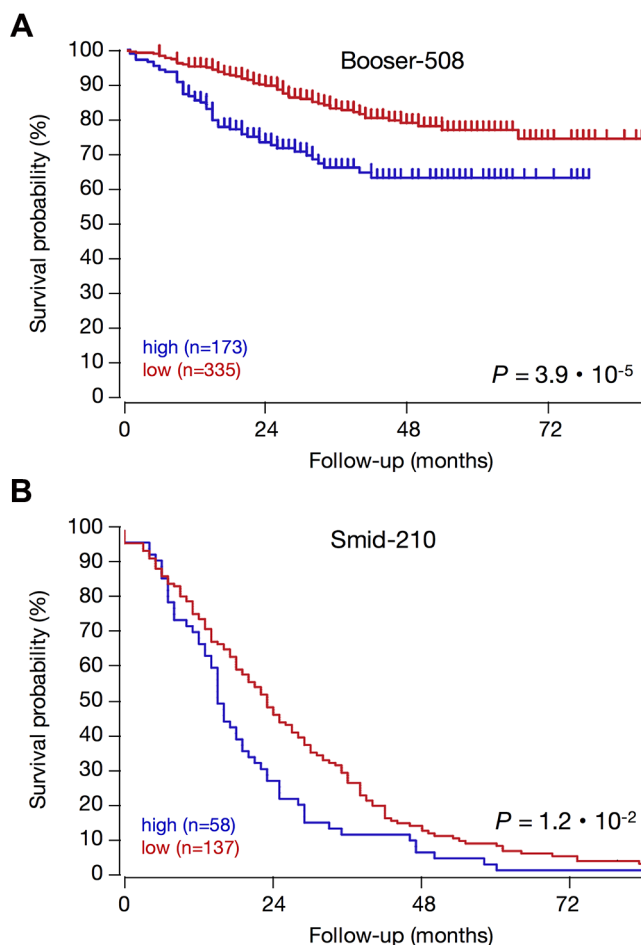 A
Booser-508
Survival probability (%)
100
90
80
70
60
50
40
30
20
10
0
high (n=173)
low (n=335)
P = 3.9 • 10-5
0 24 48 72
Follow-up (months)
B
Smid-210
Survival probability (%)
100
90
80
70
60
50
40
30
20
10
0
high (n=58)
low (n=137)
P = 1.2 • 10-2
0 24 48 72
Follow-up (months)